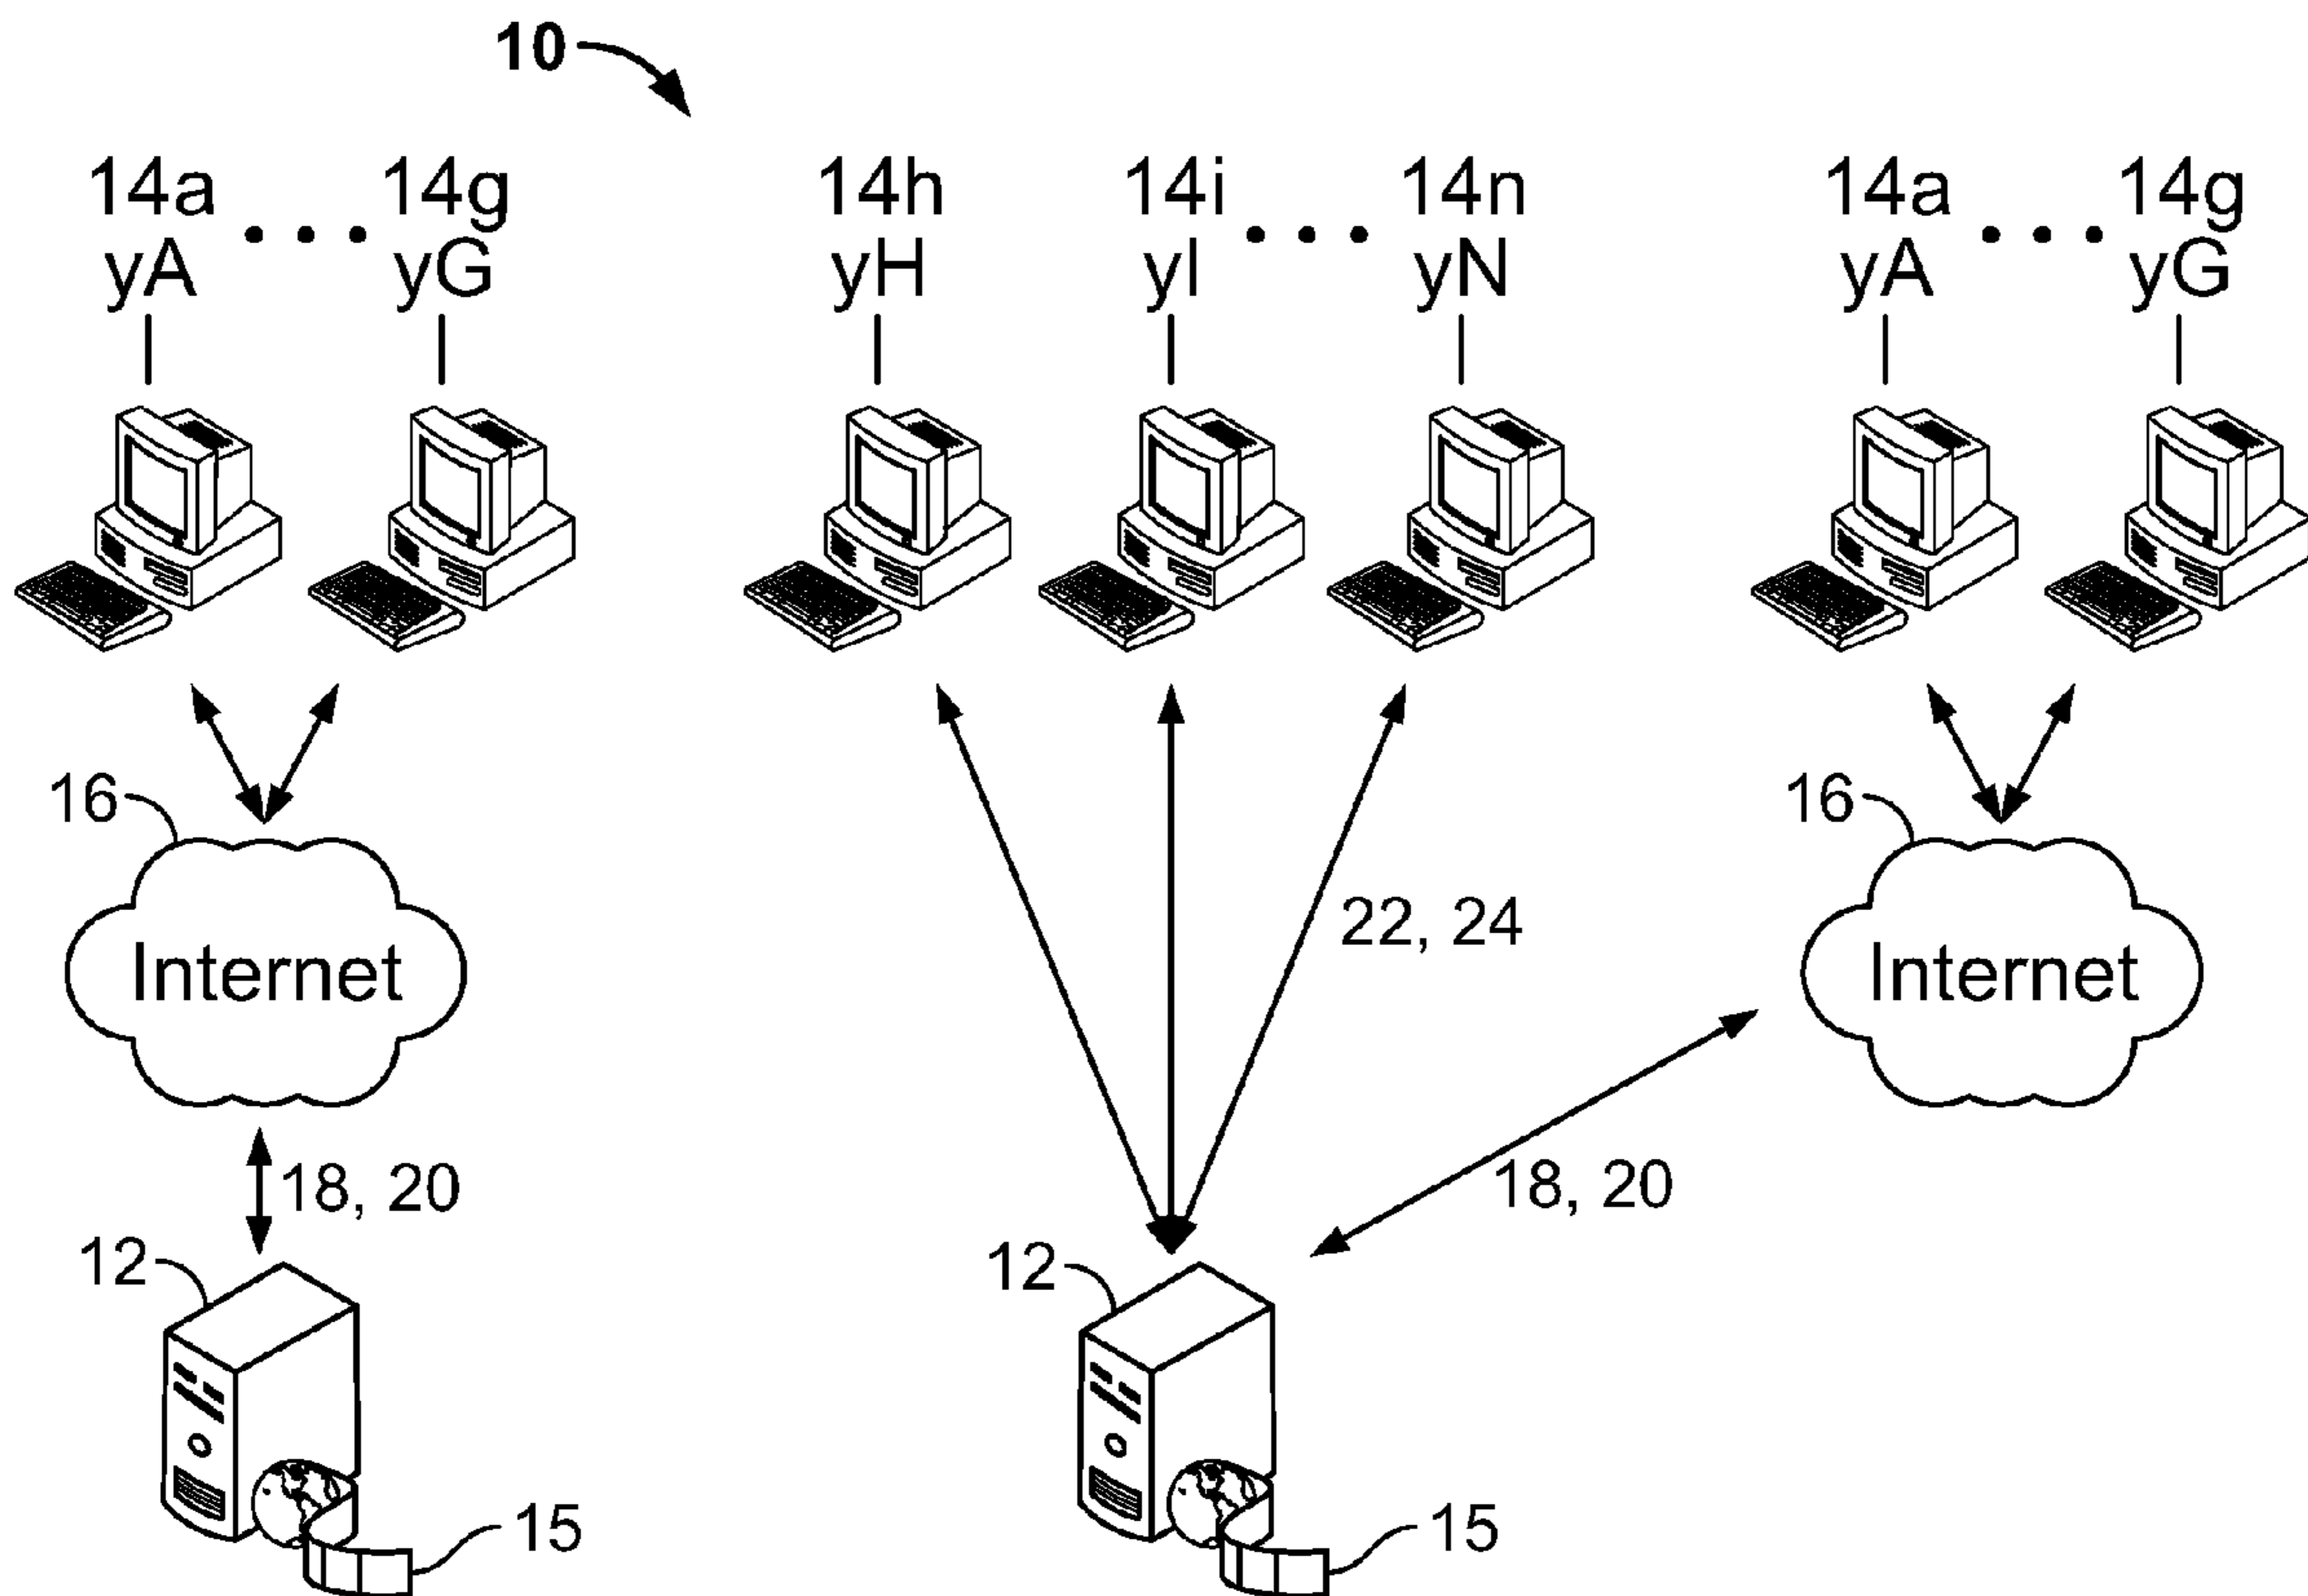 10
14a 14g 14h 14i 14n 14a 14g
yA ... yG yH yI ... yN yA ... yG
16 16
22, 24
Internet Internet
18, 20 18, 20
12 12
15 15